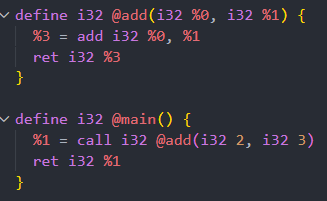 define i32 @add(i32 %0, i32 %1) {
  %3 = add i32 %0, %1
  ret i32 %3
}

define i32 @main() {
  %1 = call i32 @add(i32 2, i32 3)
  ret i32 %1
}